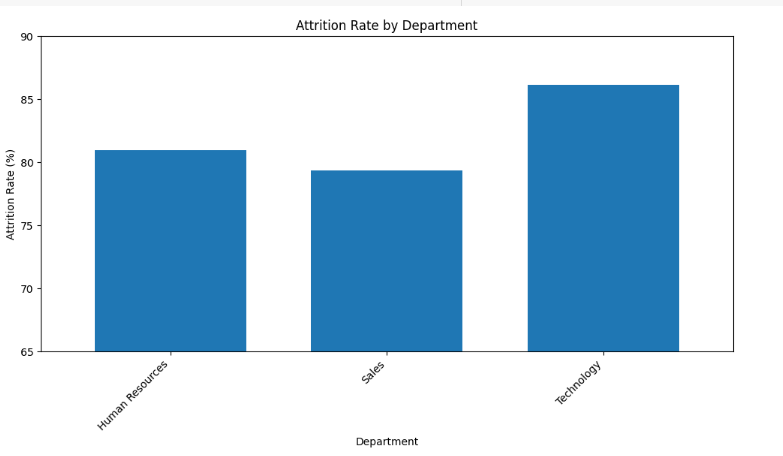 Attrition Rate by Department
90
85
80
75
70
65
Attrition Rate (%)
Human Resources
Sales
Technology
Department